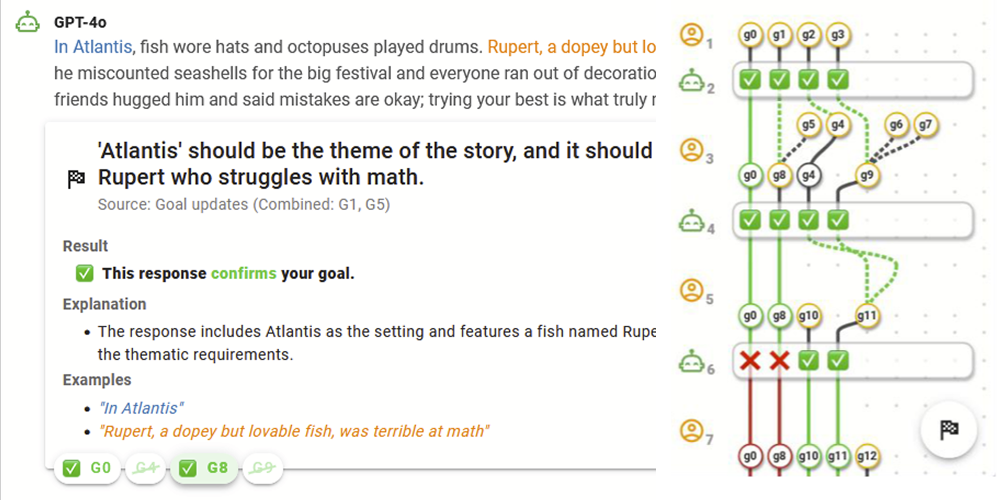 GPT-4o
In Atlantis, fish wore hats and octopuses played drums. Rupert, a dopey but lo
he miscounted seashells for the big festival and everyone ran out of decoratio
friends hugged him and said mistakes are okay; trying your best is what truly
'Atlantis' should be the theme of the story, and it should
Rupert who struggles with math.
Source: Goal updates (Combined: G1, G5)
Result
This response confirms your goal.
Explanation
• The response includes Atlantis as the setting and features a fish named Rupe
the thematic requirements.
Examples
• "In Atlantis"
• "Rupert, a dopey but lovable fish, was terrible at math"
G0 G4 G8 G9
1 g0 g1 g2 g3
2
g5 g4 g6 g7
3
g0 g8 g4 g9
4
5
g0 g8 g10 g11
6
7
g0 g8 g10 g11 g12